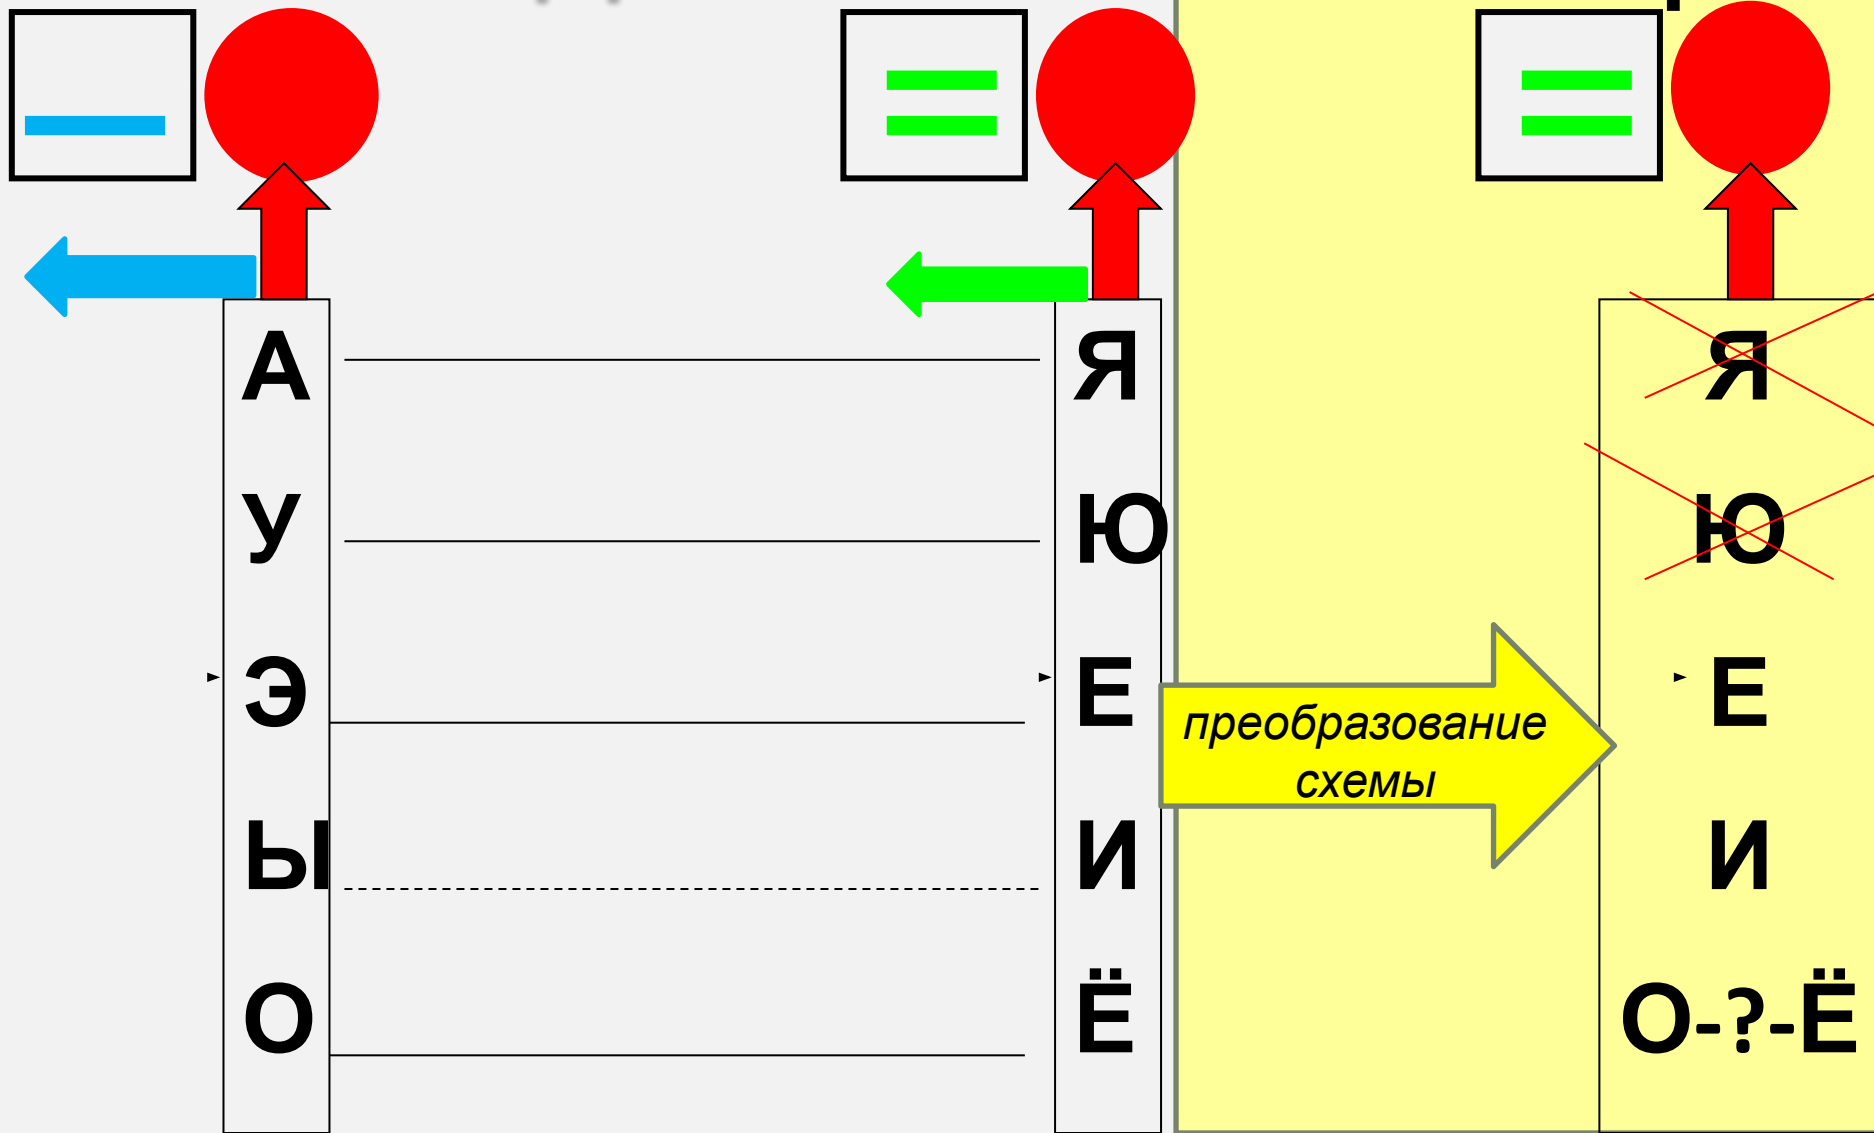 А Я Я
У Ю Ю
Э Е Е
преобразование
схемы
Ы И И
О Ё О-?-Ё